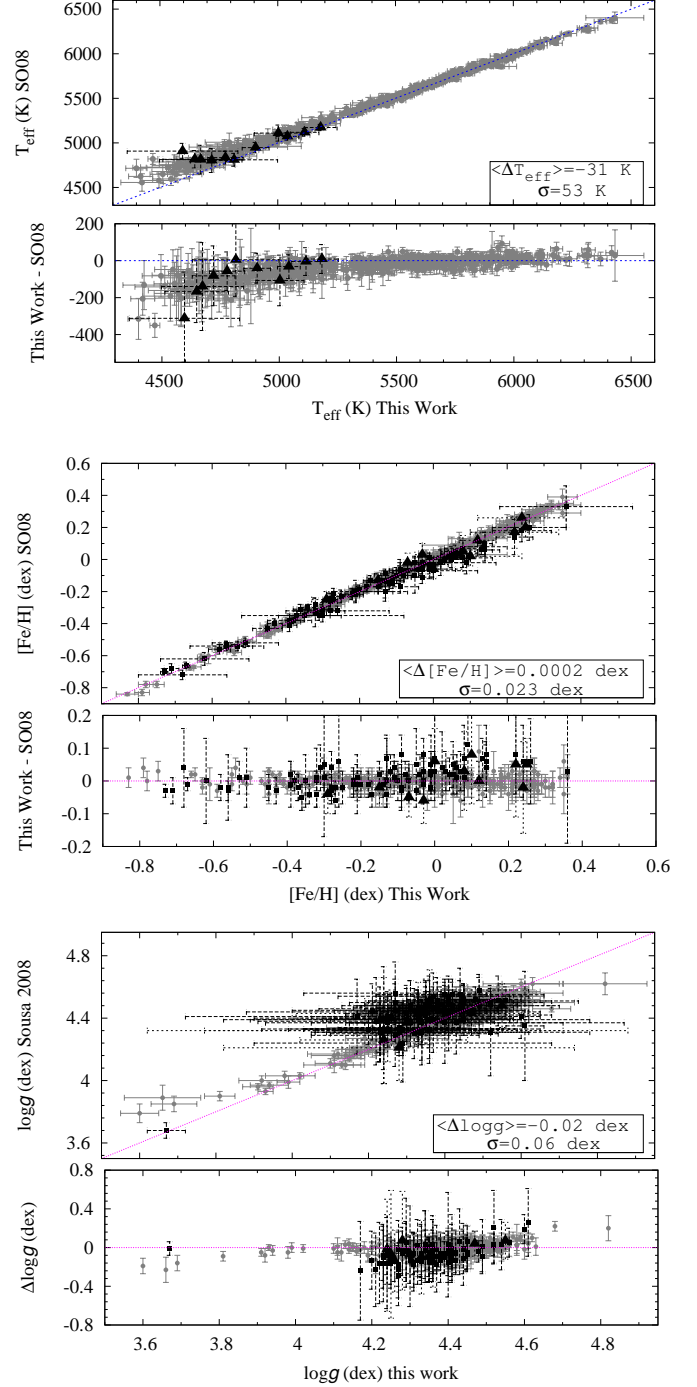 6500
6000
5500
5000
4500
T_eff (K) SO08
<ΔT_eff>=-31 K
σ=53 K
200
0
-200
-400
This Work - SO08
4500 5000 5500 6000 6500
T_eff (K) This Work
0.6
0.4
0.2
0
-0.2
-0.4
-0.6
-0.8
[Fe/H] (dex) SO08
<Δ[Fe/H]>=0.0002 dex
σ=0.023 dex
0.2
0.1
0
-0.1
-0.2
This Work - SO08
-0.8 -0.6 -0.4 -0.2 0 0.2 0.4 0.6
[Fe/H] (dex) This Work
4.8
4.4
4
3.6
logg (dex) Sousa 2008
<Δlogg>=-0.02 dex
σ=0.06 dex
0.8
0.4
0
-0.4
-0.8
Δlogg (dex)
3.6 3.8 4 4.2 4.4 4.6 4.8
logg (dex) this work